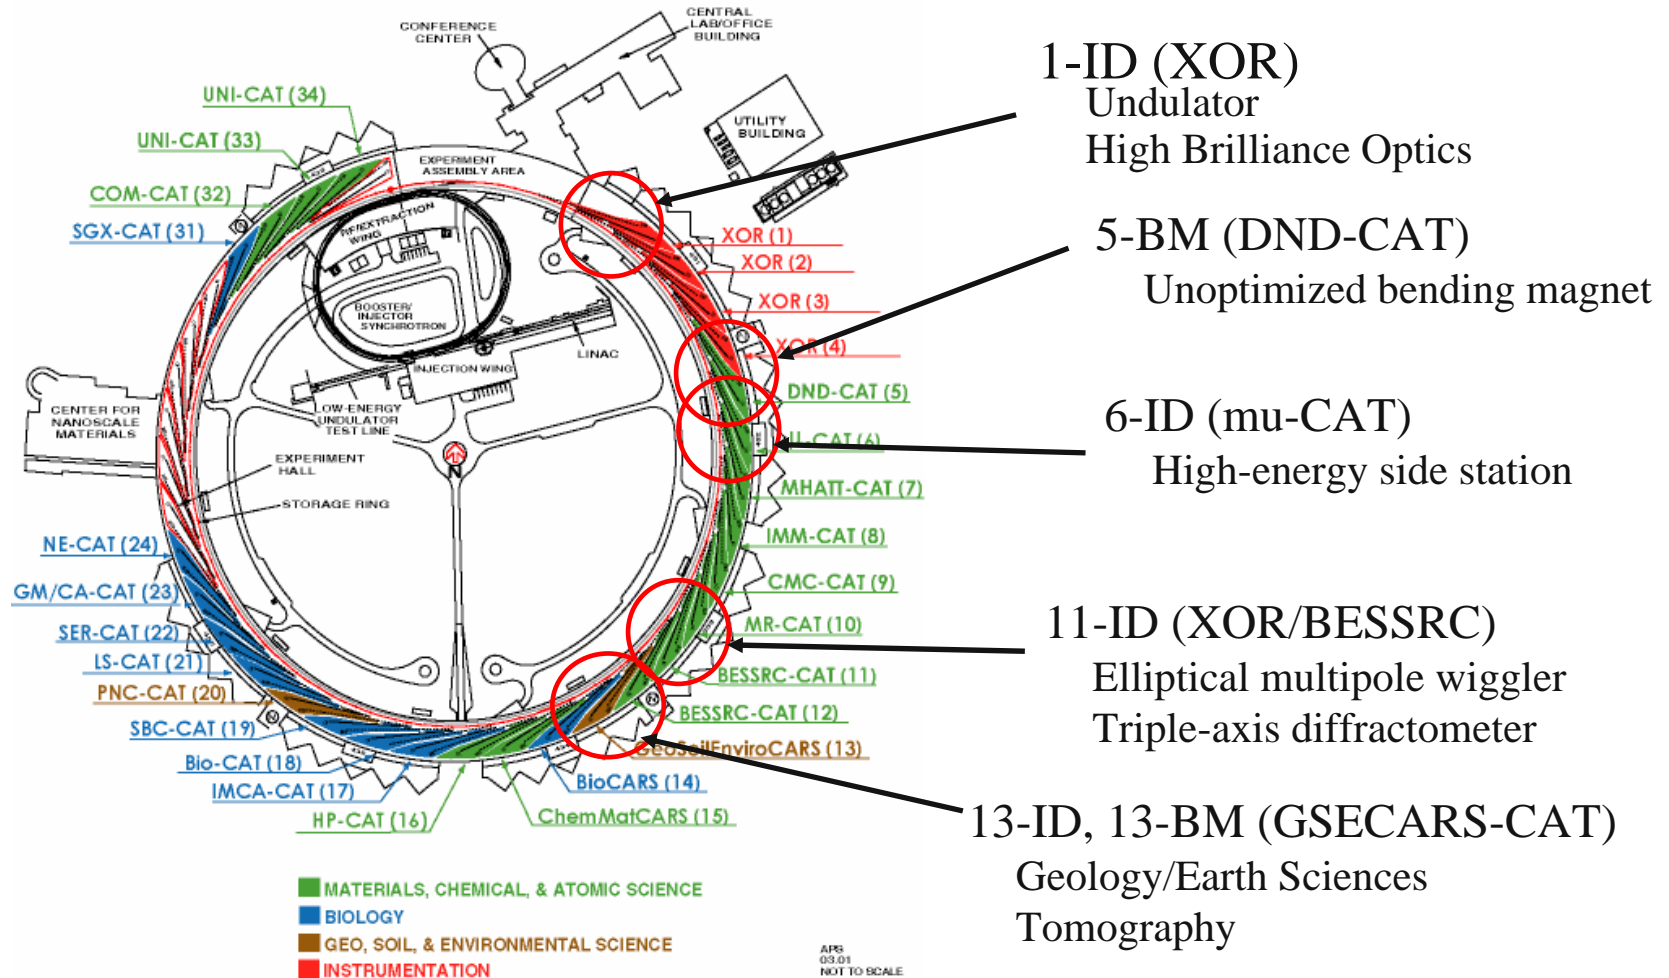 CONFERENCE
CENTER
CENTRAL
LAB/OFFICE
BUILDING
UTILITY
BUILDING
EXPERIMENT
ASSEMBLY AREA
RF/EXTRACTION
WING
BOOSTER/
INJECTOR
SYNCHROTRON
LINAC
INJECTION WING
LOW-ENERGY
UNDULATOR
TEST LINE
CENTER FOR
NANOSCALE
MATERIALS
EXPERIMENT
HALL
STORAGE RING
N
UNI-CAT (34)
UNI-CAT (33)
COM-CAT (32)
SGX-CAT (31)
NE-CAT (24)
GM/CA-CAT (23)
SER-CAT (22)
LS-CAT (21)
PNC-CAT (20)
SBC-CAT (19)
Bio-CAT (18)
IMCA-CAT (17)
HP-CAT (16)
XOR (1)
XOR (2)
XOR (3)
XOR (4)
DND-CAT (5)
-CAT (6)
MHATT-CAT (7)
IMM-CAT (8)
CMC-CAT (9)
MR-CAT (10)
BESSRC-CAT (11)
BESSRC-CAT (12)
GeoSoilEnviroCARS (13)
BioCARS (14)
ChemMatCARS (15)
1-ID (XOR)
Undulator
High Brilliance Optics
5-BM (DND-CAT)
Unoptimized bending magnet
6-ID (mu-CAT)
High-energy side station
11-ID (XOR/BESSRC)
Elliptical multipole wiggler
Triple-axis diffractometer
13-ID, 13-BM (GSECARS-CAT)
Geology/Earth Sciences
Tomography
MATERIALS, CHEMICAL, & ATOMIC SCIENCE
BIOLOGY
GEO, SOIL, & ENVIRONMENTAL SCIENCE
INSTRUMENTATION
APS
03.01
NOT TO SCALE